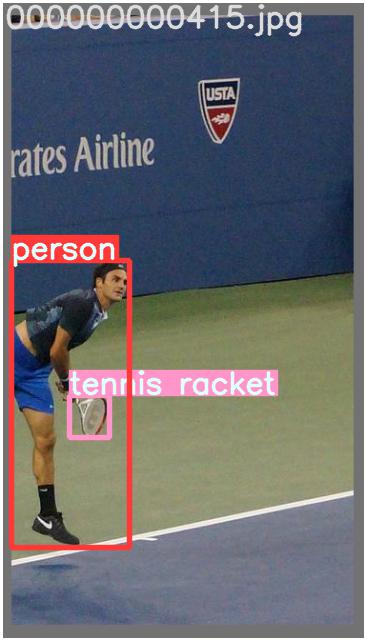 000000000415.jpg
USTA
rates Airline
person
tennis racket